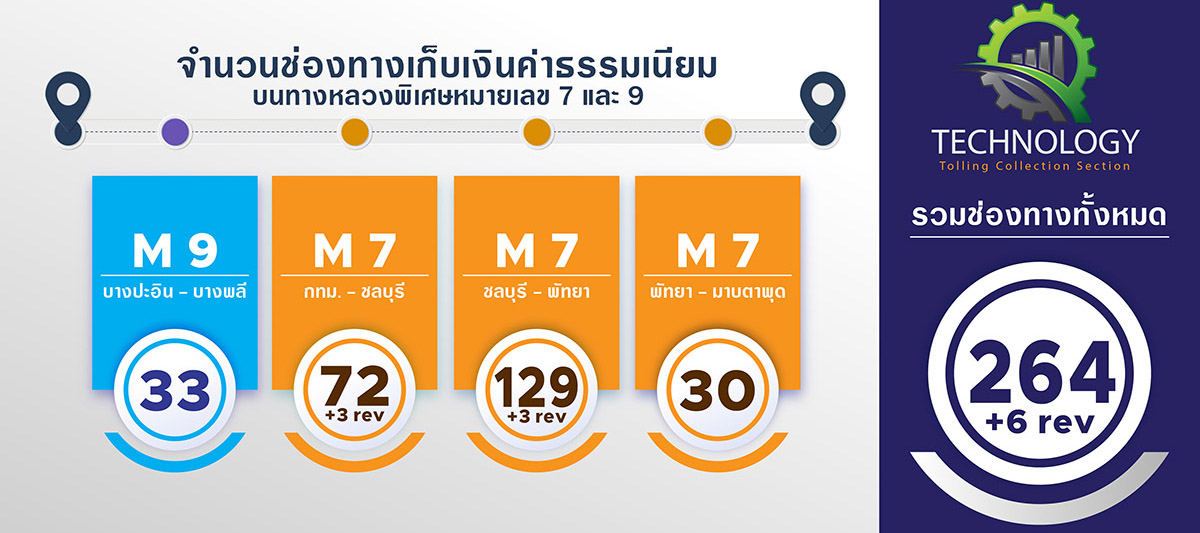 จำนวนช่องทางเก็บเงินค่าธรรมเนียม
บนทางหลวงพิเศษหมายเลข 7 และ 9
M 9
บางปะอิน – บางพลี
33
M 7
กทม. – ชลบุรี
72
+3 rev
M 7
ชลบุรี – พัทยา
129
+3 rev
M 7
พัทยา – มาบตาพุด
30
TECHNOLOGY
Tolling Collection Section
รวมช่องทางทั้งหมด
264
+6 rev